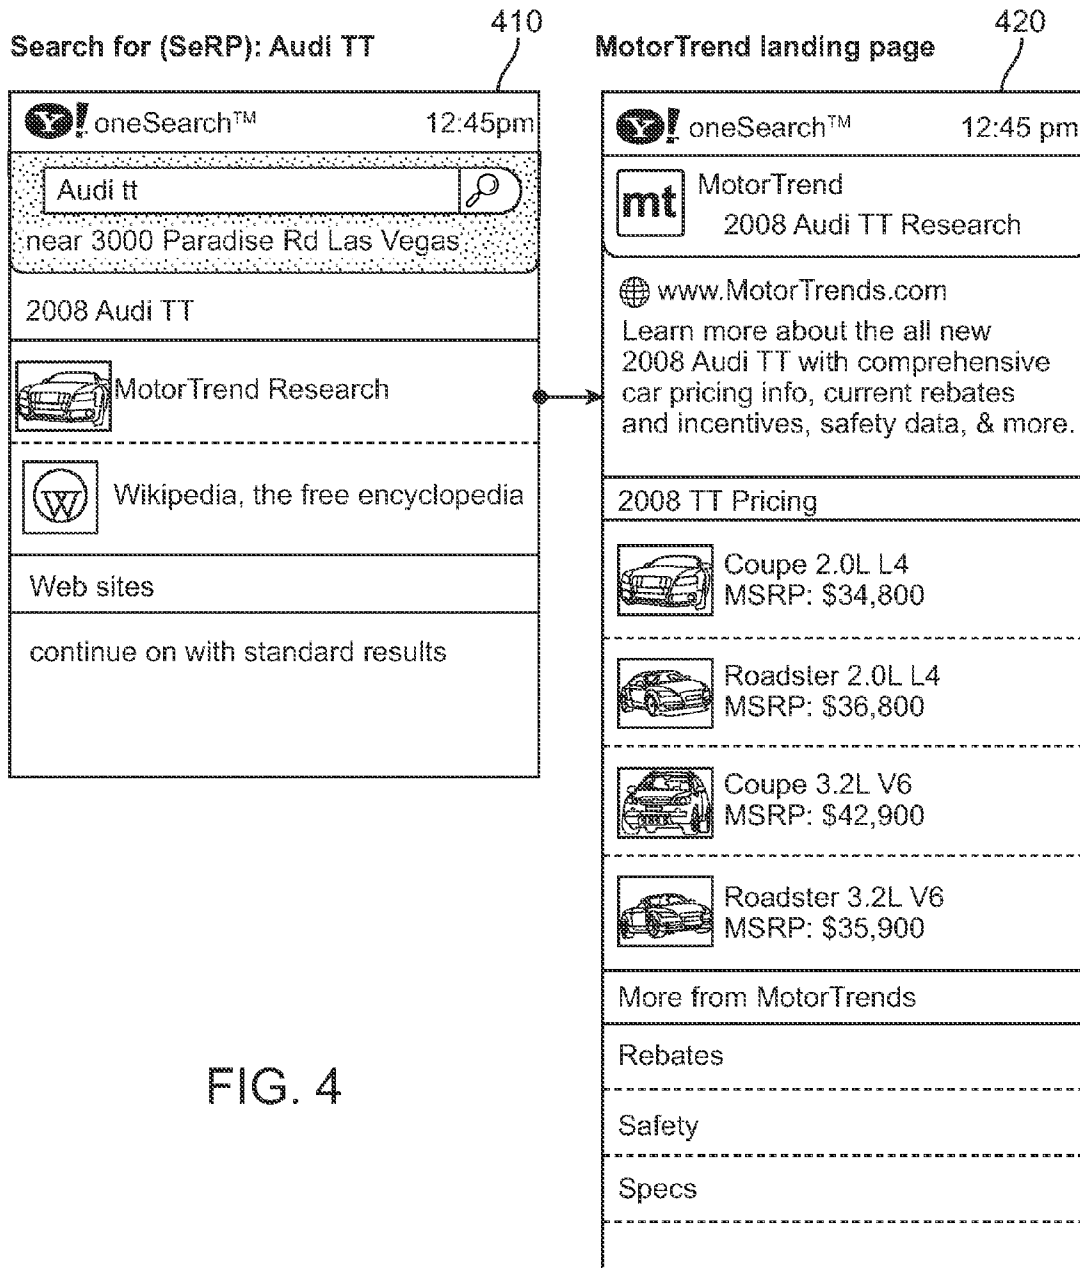 410
Search for (SeRP): Audi TT
Y! oneSearch™ 12:45pm
Audi tt
near 3000 Paradise Rd Las Vegas
2008 Audi TT
MotorTrend Research
W
Wikipedia, the free encyclopedia
Web sites
continue on with standard results
FIG. 4
420
MotorTrend landing page
Y! oneSearch™ 12:45 pm
mt
MotorTrend
2008 Audi TT Research
www.MotorTrends.com
Learn more about the all new
2008 Audi TT with comprehensive
car pricing info, current rebates
and incentives, safety data, & more.
2008 TT Pricing
Coupe 2.0L L4
MSRP: $34,800
Roadster 2.0L L4
MSRP: $36,800
Coupe 3.2L V6
MSRP: $42,900
Roadster 3.2L V6
MSRP: $35,900
More from MotorTrends
Rebates
Safety
Specs